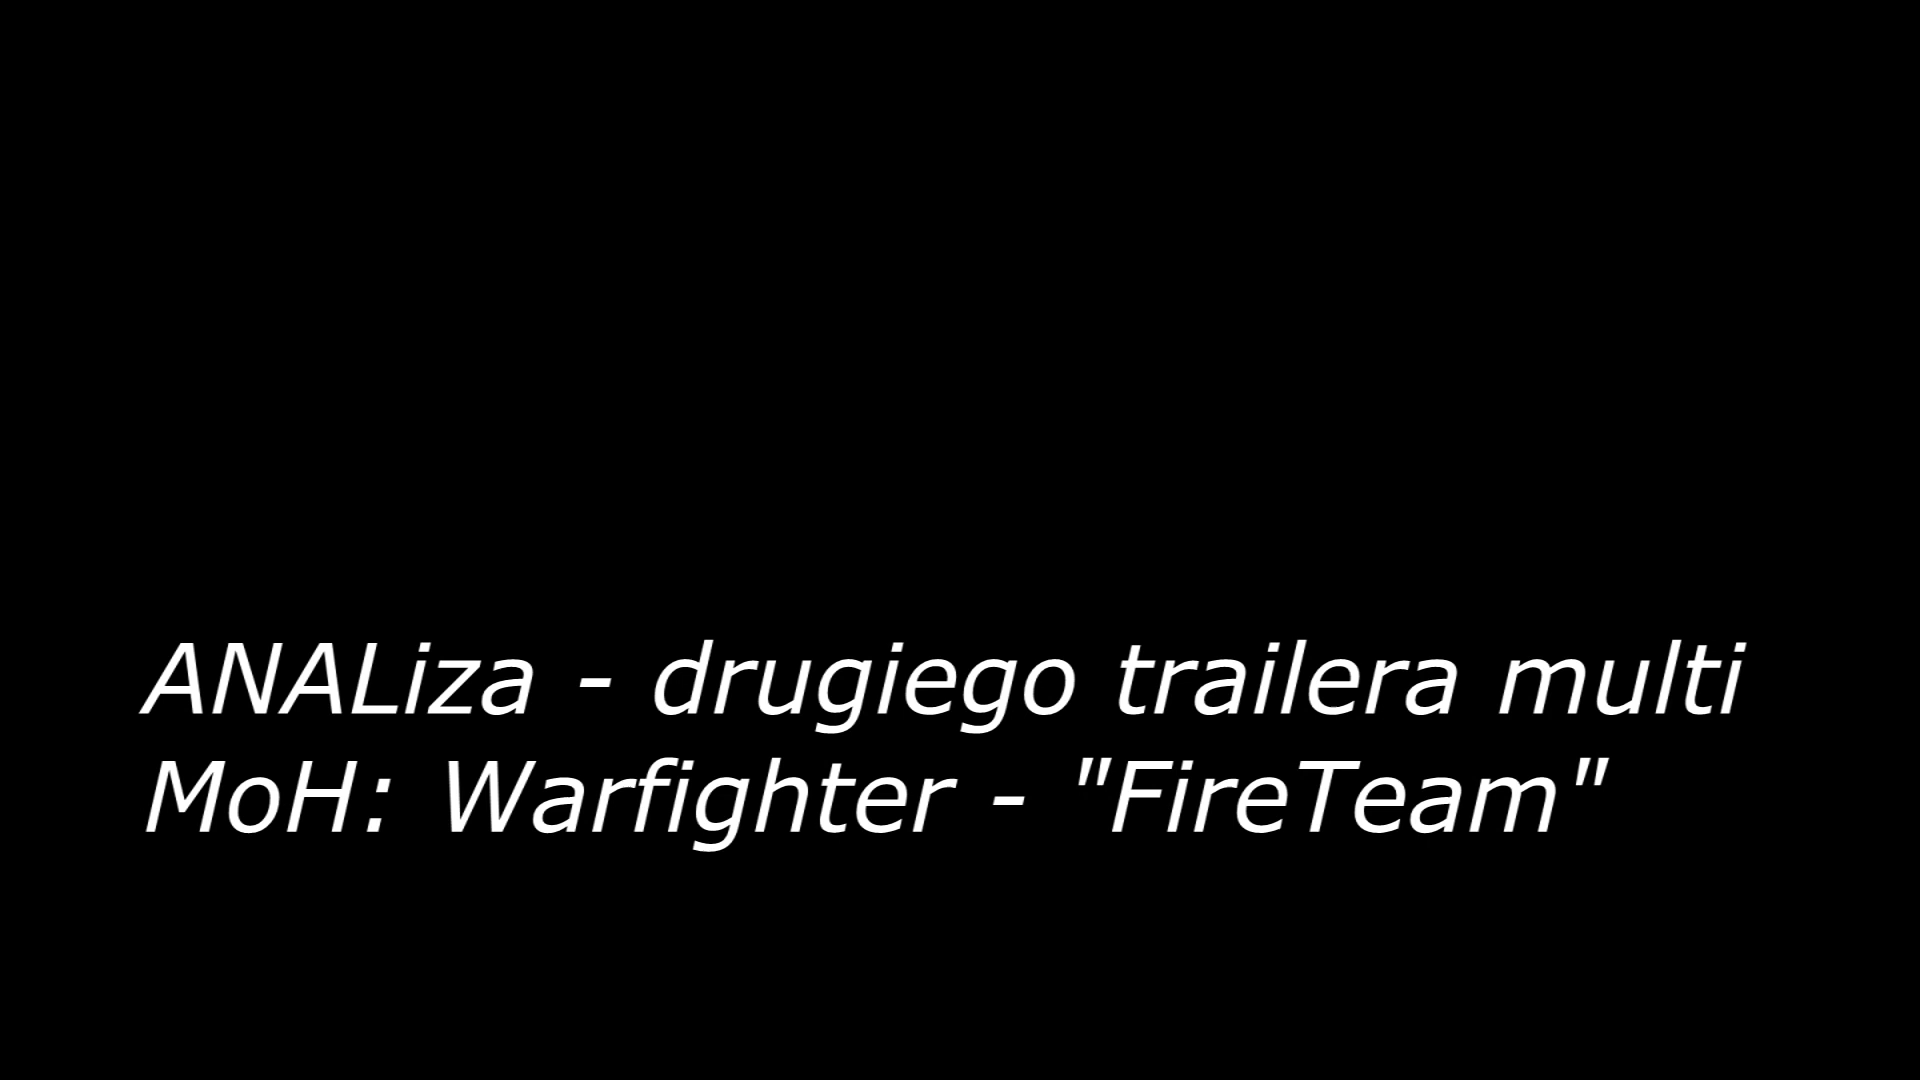 ANALiza - drugiego trailera multi
MoH: Warfighter - "FireTeam"